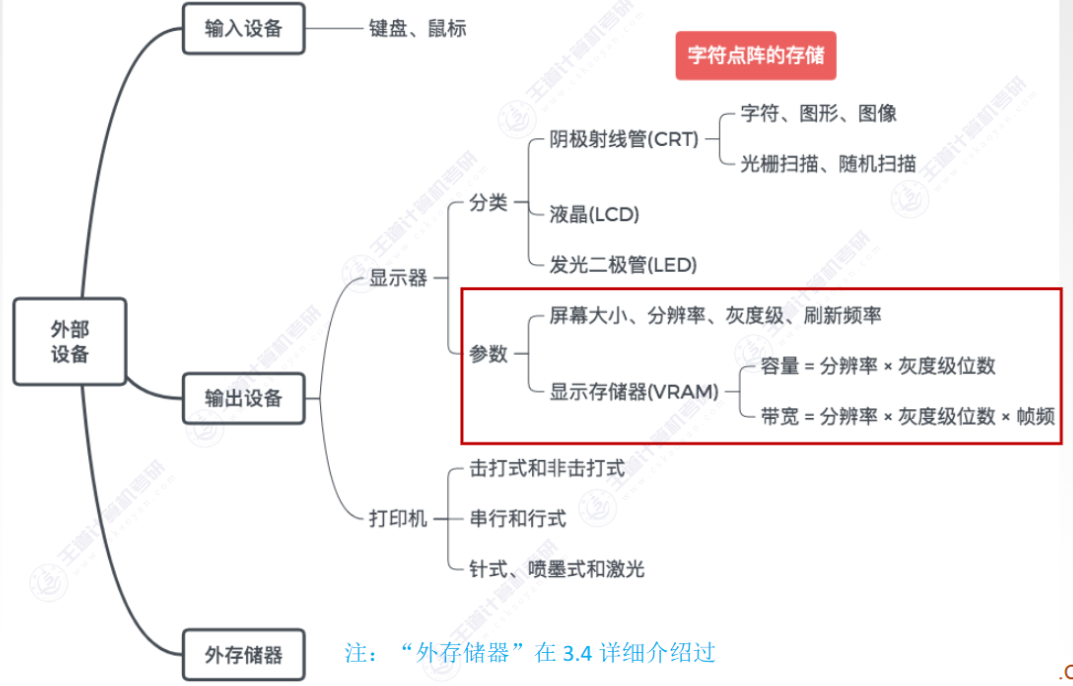 输入设备
键盘、鼠标
字符点阵的存储
字符、图形、图像
阴极射线管(CRT)
光栅扫描、随机扫描
分类
液晶(LCD)
显示器
发光二极管(LED)
屏幕大小、分辨率、灰度级、刷新频率
外部
设备
参数
容量 = 分辨率 × 灰度级位数
显示存储器(VRAM)
输出设备
带宽 = 分辨率 × 灰度级位数 × 帧频
击打式和非击打式
打印机
串行和行式
针式、喷墨式和激光
外存储器
注：“外存储器”在 3.4 详细介绍过
王道计算机考研